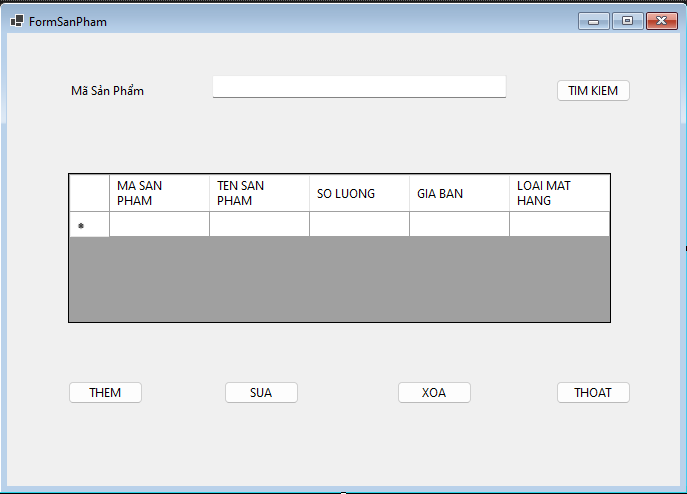 FormSanPham
Mã Sản Phẩm
TIM KIEM
MA SAN
PHAM
TEN SAN
PHAM
SO LUONG
GIA BAN
LOAI MAT
HANG
THEM
SUA
XOA
THOAT